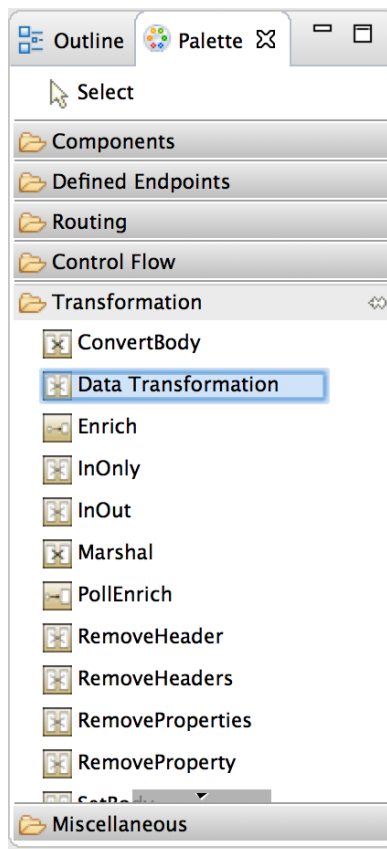 Outline
Palette
Select
Components
Defined Endpoints
Routing
Control Flow
Transformation
ConvertBody
Data Transformation
Enrich
InOnly
InOut
Marshal
PollEnrich
RemoveHeader
RemoveHeaders
RemoveProperties
RemoveProperty
SetBody
Miscellaneous